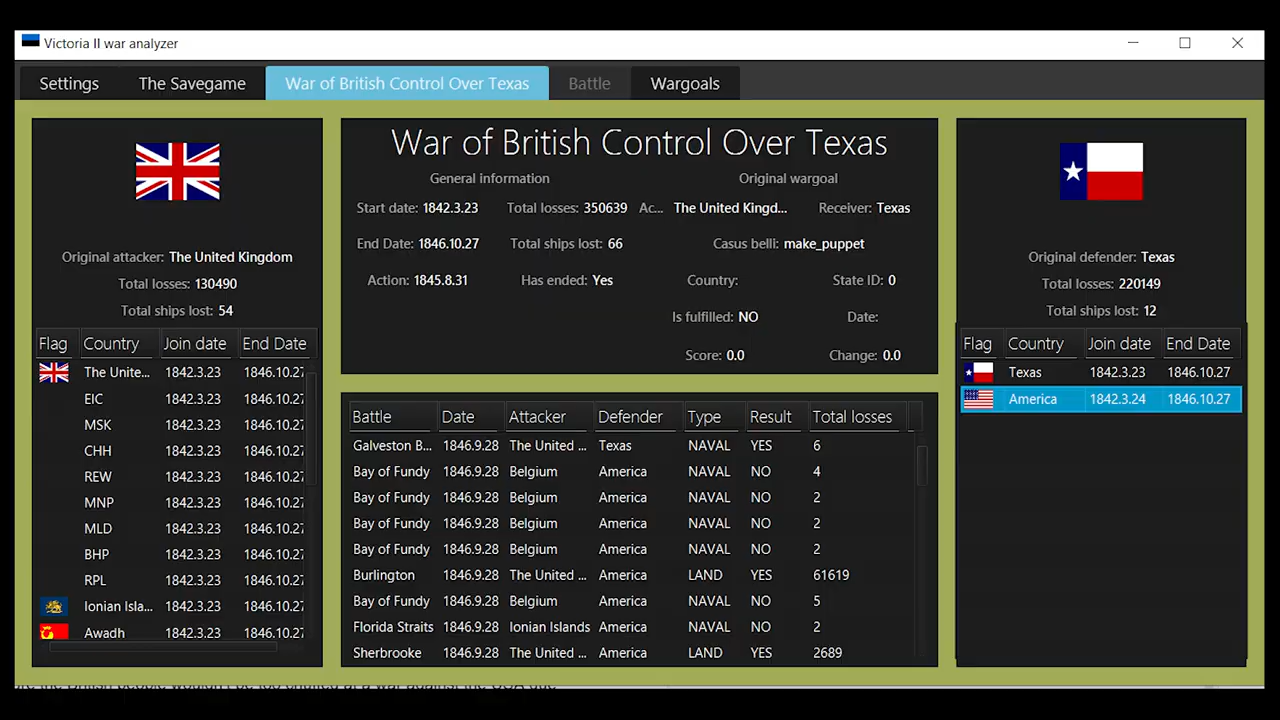 Victoria II war analyzer
Settings The Savegame War of British Control Over Texas Battle Wargoals
Original attacker: The United Kingdom
Total losses: 130490
Total ships lost: 54
Flag Country Join date End Date
The Unite... 1842.3.23 1846.10.27
EIC 1842.3.23 1846.10.27
MSK 1842.3.23 1846.10.27
CHH 1842.3.23 1846.10.27
REW 1842.3.23 1846.10.27
MNP 1842.3.23 1846.10.27
MLD 1842.3.23 1846.10.27
BHP 1842.3.23 1846.10.27
RPL 1842.3.23 1846.10.27
Ionian Isla... 1842.3.23 1846.10.27
Awadh 1842.3.23 1846.10.27
War of British Control Over Texas
General information Original wargoal
Start date: 1842.3.23 Total losses: 350639 Ac... The United Kingd... Receiver: Texas
End Date: 1846.10.27 Total ships lost: 66 Casus belli: make_puppet
Action: 1845.8.31 Has ended: Yes Country: State ID: 0
Is fulfilled: NO Date:
Score: 0.0 Change: 0.0
Battle Date Attacker Defender Type Result Total losses
Galveston B... 1846.9.28 The United ... Texas NAVAL YES 6
Bay of Fundy 1846.9.28 Belgium America NAVAL NO 4
Bay of Fundy 1846.9.28 Belgium America NAVAL NO 2
Bay of Fundy 1846.9.28 Belgium America NAVAL NO 2
Bay of Fundy 1846.9.28 Belgium America NAVAL NO 2
Burlington 1846.9.28 The United ... America LAND YES 61619
Bay of Fundy 1846.9.28 Belgium America NAVAL NO 5
Florida Straits 1846.9.28 Ionian Islands America NAVAL NO 2
Sherbrooke 1846.9.28 The United ... America LAND YES 2689
Original defender: Texas
Total losses: 220149
Total ships lost: 12
Flag Country Join date End Date
Texas 1842.3.23 1846.10.27
America 1842.3.24 1846.10.27